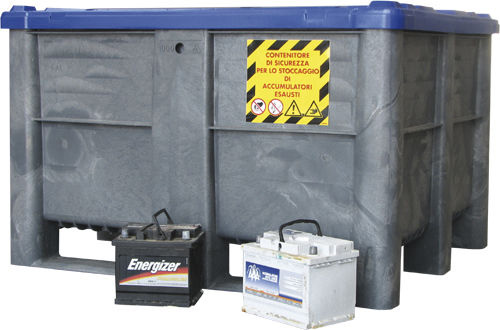 CONTENITORE
DI SICUREZZA
PER LO STOCCAGGIO
DI
ACCUMULATORI
ESAUSTI
Energizer